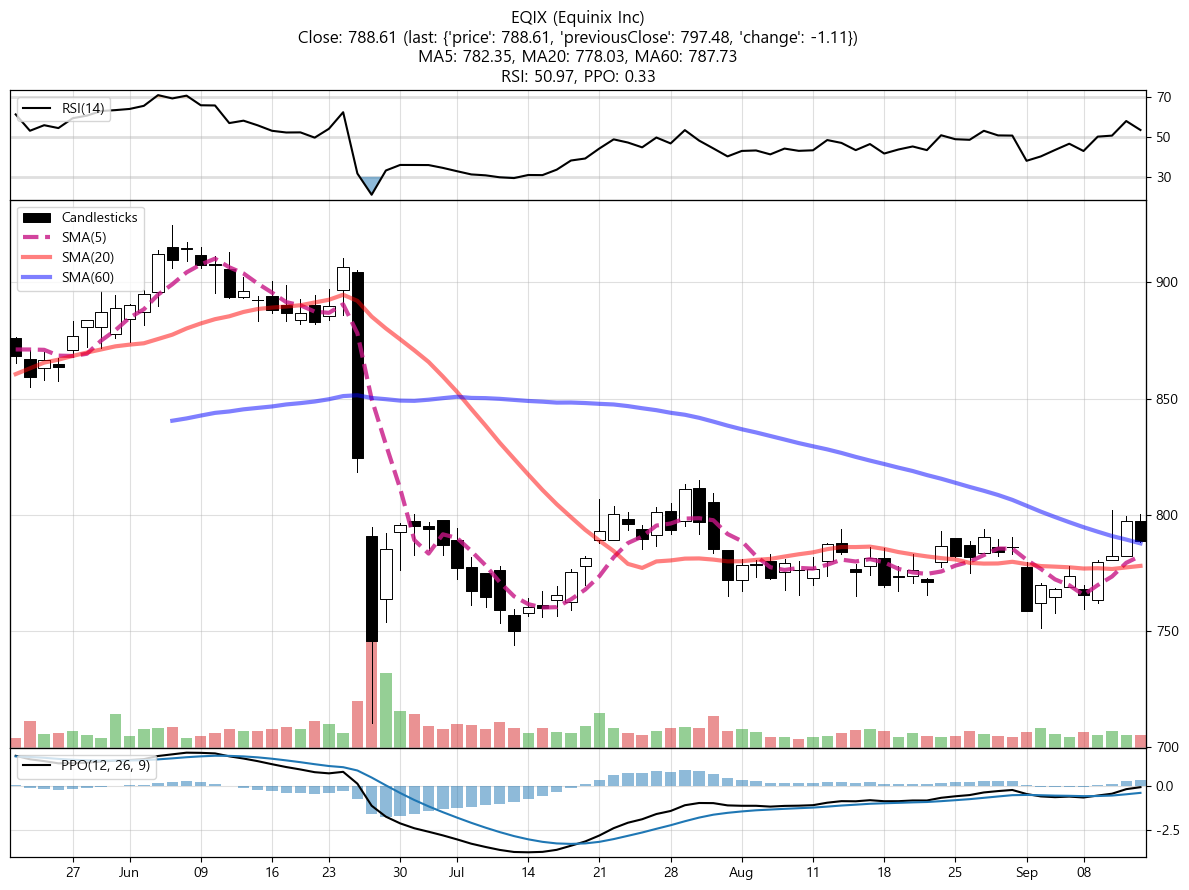 EQIX (Equinix Inc)
Close: 788.61 (last: {'price': 788.61, 'previousClose': 797.48, 'change': -1.11})
MA5: 782.35, MA20: 778.03, MA60: 787.73
RSI: 50.97, PPO: 0.33
RSI(14)
70
50
30
Candlesticks
SMA(5)
SMA(20)
SMA(60)
900
850
800
750
700
PPO(12, 26, 9)
0.0
-2.5
27 Jun 09 16 23 30 Jul 14 21 28 Aug 11 18 25 Sep 08